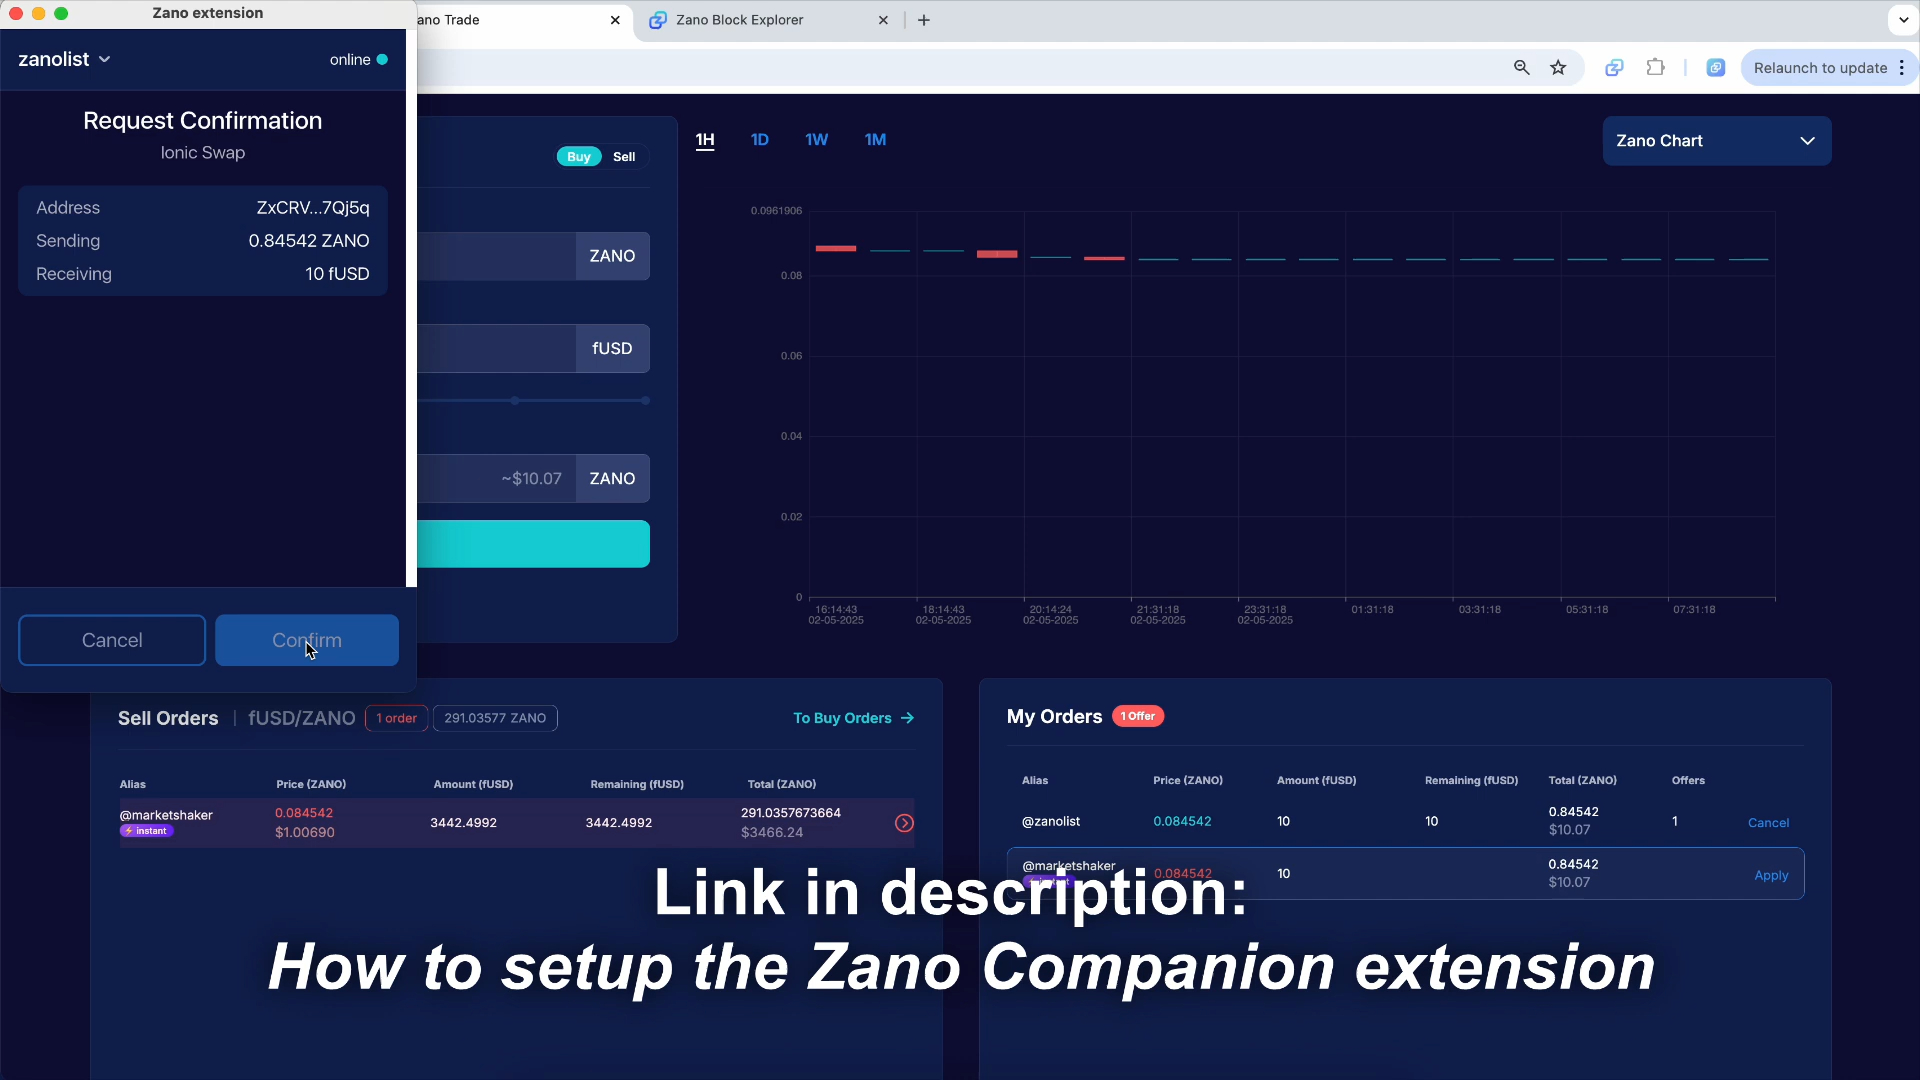 Zano extension
ano Trade
Zano Block Explorer
Relaunch to update
zanolist
online
Request Confirmation
Ionic Swap
Address ZxCRV...7Qj5q
Sending 0.84542 ZANO
Receiving 10 fUSD
Cancel
Confirm
Buy
Sell
ZANO
fUSD
~$10.07
ZANO
1H
1D
1W
1M
Zano Chart
0.0961906
0.08
0.06
0.04
0.02
0
16:14:43
02-05-2025
18:14:43
02-05-2025
20:14:24
02-05-2025
21:31:18
02-05-2025
23:31:18
02-05-2025
01:31:18
03:31:18
05:31:18
07:31:18
Sell Orders | fUSD/ZANO
1 order
291.03577 ZANO
To Buy Orders
Alias
Price (ZANO)
Amount (fUSD)
Remaining (fUSD)
Total (ZANO)
@marketshaker
instant
0.084542
$1.00690
3442.4992
3442.4992
291.0357673664
$3466.24
My Orders
1 Offer
Alias
Price (ZANO)
Amount (fUSD)
Remaining (fUSD)
Total (ZANO)
Offers
@zanolist
0.084542
10
10
0.84542
$10.07
1
Cancel
@marketshaker
0.084542
10
0.84542
$10.07
Apply
Link in description:
How to setup the Zano Companion extension